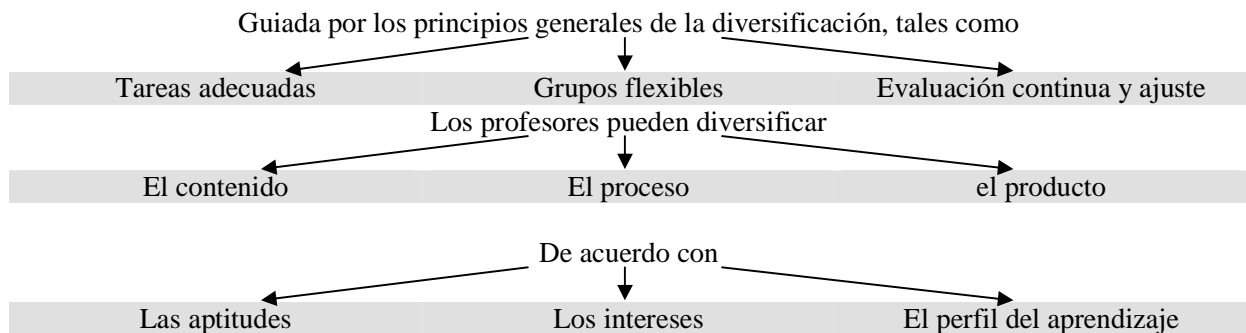 Guiada por los principios generales de la diversificación, tales como
Tareas adecuadas Grupos flexibles Evaluación continua y ajuste
Los profesores pueden diversificar
El contenido El proceso el producto
De acuerdo con
Las aptitudes Los intereses El perfil del aprendizaje